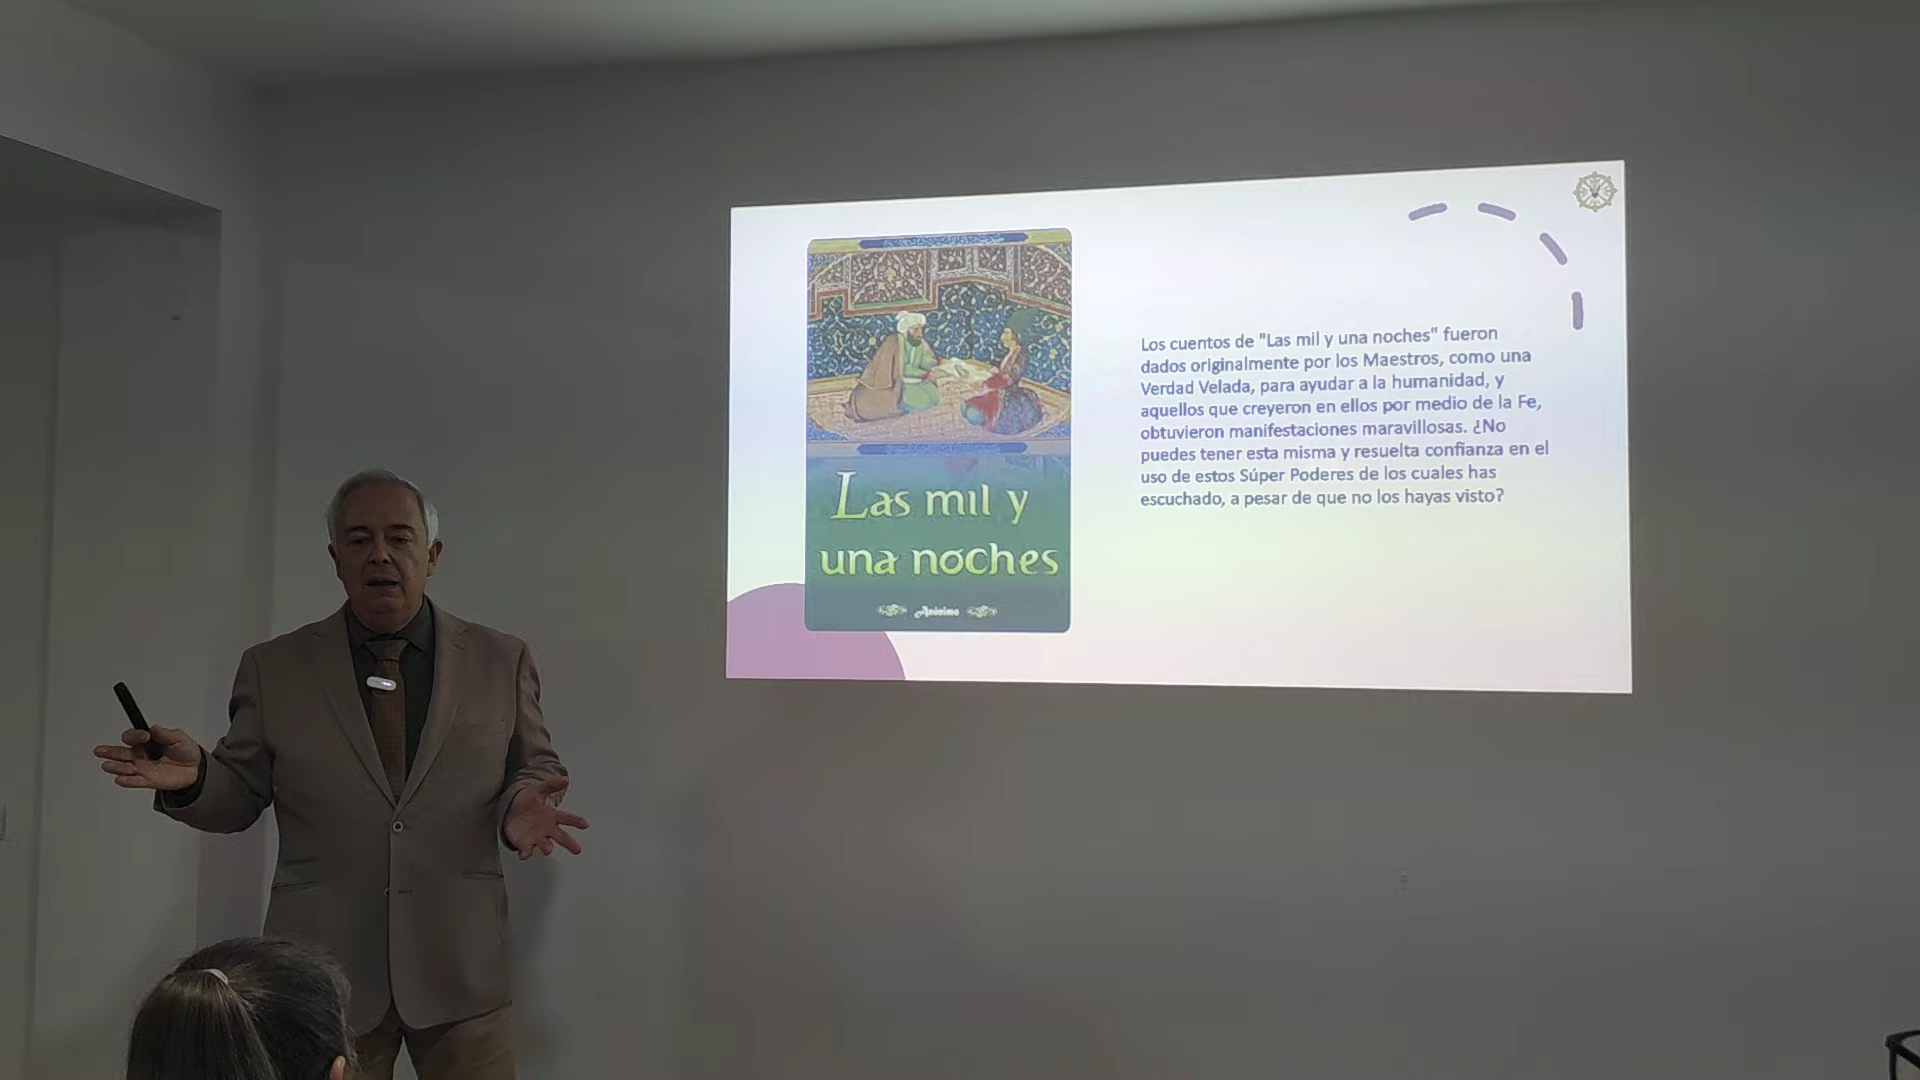 Las mil y
una noches
Anónimo
Los cuentos de "Las mil y una noches" fueron
dados originalmente por los Maestros, como una
Verdad Velada, para ayudar a la humanidad, y
aquellos que creyeron en ellos por medio de la Fe,
obtuvieron manifestaciones maravillosas. ¿No
puedes tener esta misma y resuelta confianza en el
uso de estos Súper Poderes de los cuales has
escuchado, a pesar de que no los hayas visto?